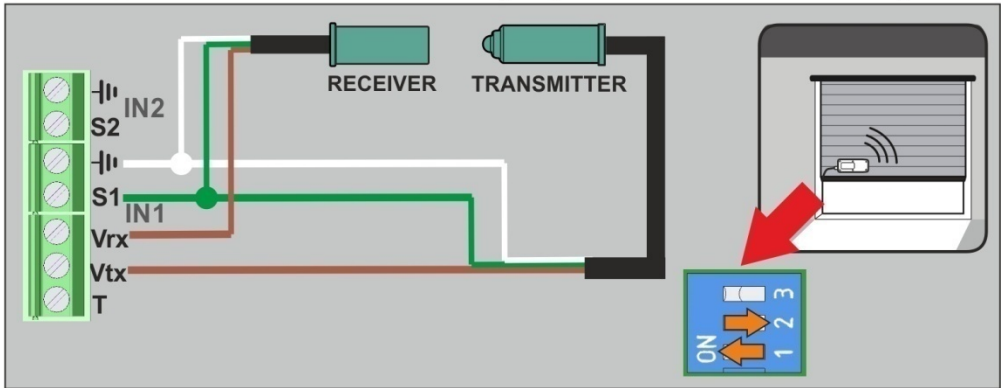 RECEIVER
TRANSMITTER
IN2
S2
S1
IN1
Vrx
Vtx
T
ON
1
2
3